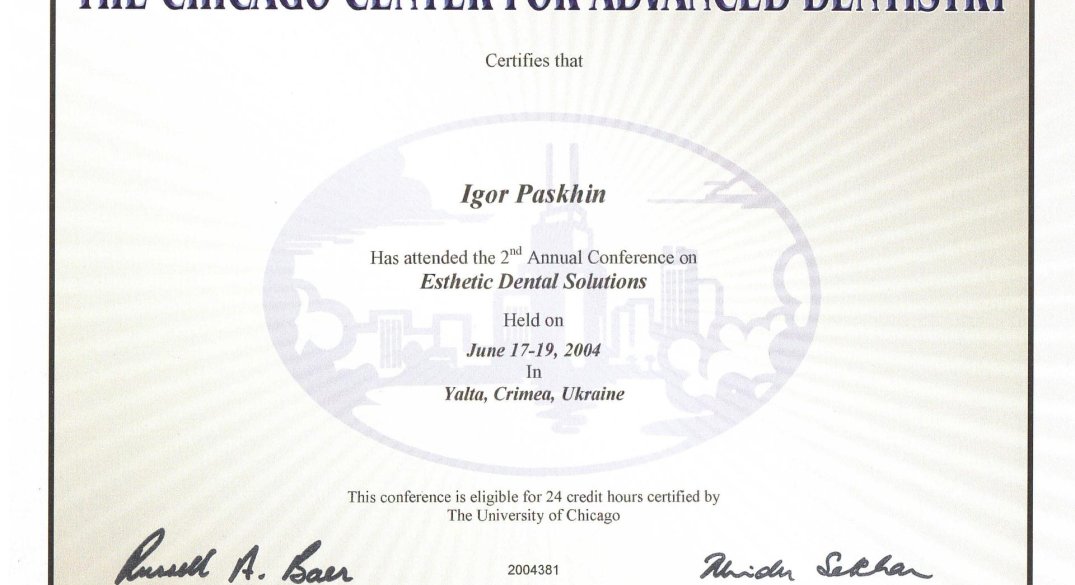 THE CHICAGO CENTER FOR ADVANCED DENTISTRY
Certifies that
Igor Paskhin
Has attended the 2nd Annual Conference on
Esthetic Dental Solutions
Held on
June 17-19, 2004
In
Yalta, Crimea, Ukraine
This conference is eligible for 24 credit hours certified by
The University of Chicago
Russell A. Baer
2004381